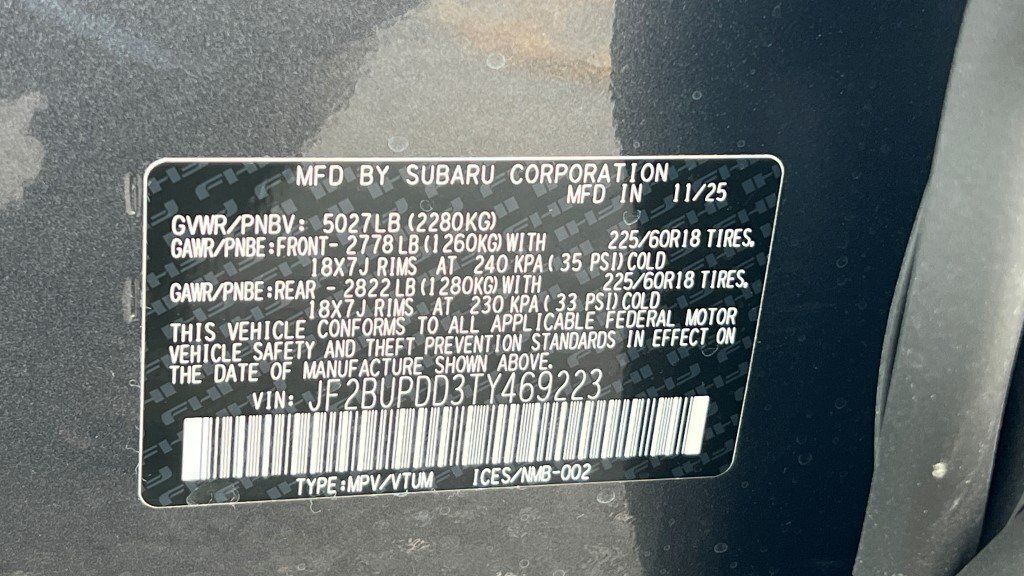 MFD BY SUBARU CORPORATION
MFD IN 11/25
GVWR/PNBV: 5027LB (2280KG)
GAWR/PNBE:FRONT- 2778 LB (1260KG) WITH 225/60R18 TIRES.
18X7J RIMS AT 240 KPA ( 35 PSI) COLD
GAWR/PNBE:REAR - 2822 LB (1280KG) WITH 225/60R18 TIRES.
18X7J RIMS AT 230 KPA ( 33 PSI) COLD
THIS VEHICLE CONFORMS TO ALL APPLICABLE FEDERAL MOTOR
VEHICLE SAFETY AND THEFT PREVENTION STANDARDS IN EFFECT ON
THE DATE OF MANUFACTURE SHOWN ABOVE.
VIN: JF2BUPDD3TY469223
TYPE:MPV/VTUM ICES/NMB-002